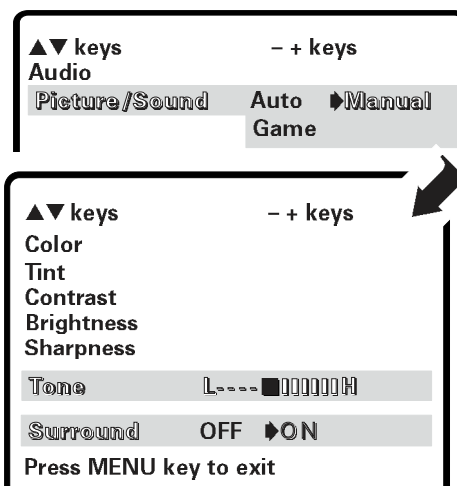 ▲▼ keys – + keys
Audio
Picture/Sound Auto ➧Manual
Game
▲▼ keys – + keys
Color
Tint
Contrast
Brightness
Sharpness
Tone L----■▯▯▯▯▯▯H
Surround OFF ➧ON
Press MENU key to exit